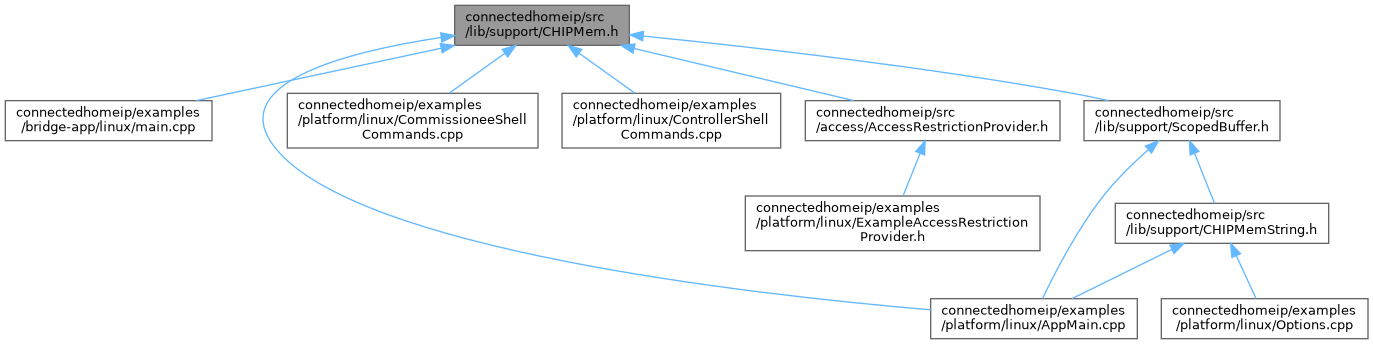 connectedhomeip/src
/lib/support/CHIPMem.h
connectedhomeip/examples
/bridge-app/linux/main.cpp
connectedhomeip/examples
/platform/linux/CommissioneeShell
Commands.cpp
connectedhomeip/examples
/platform/linux/ControllerShell
Commands.cpp
connectedhomeip/src
/access/AccessRestrictionProvider.h
connectedhomeip/src
/lib/support/ScopedBuffer.h
connectedhomeip/examples
/platform/linux/ExampleAccessRestriction
Provider.h
connectedhomeip/src
/lib/support/CHIPMemString.h
connectedhomeip/examples
/platform/linux/AppMain.cpp
connectedhomeip/examples
/platform/linux/Options.cpp